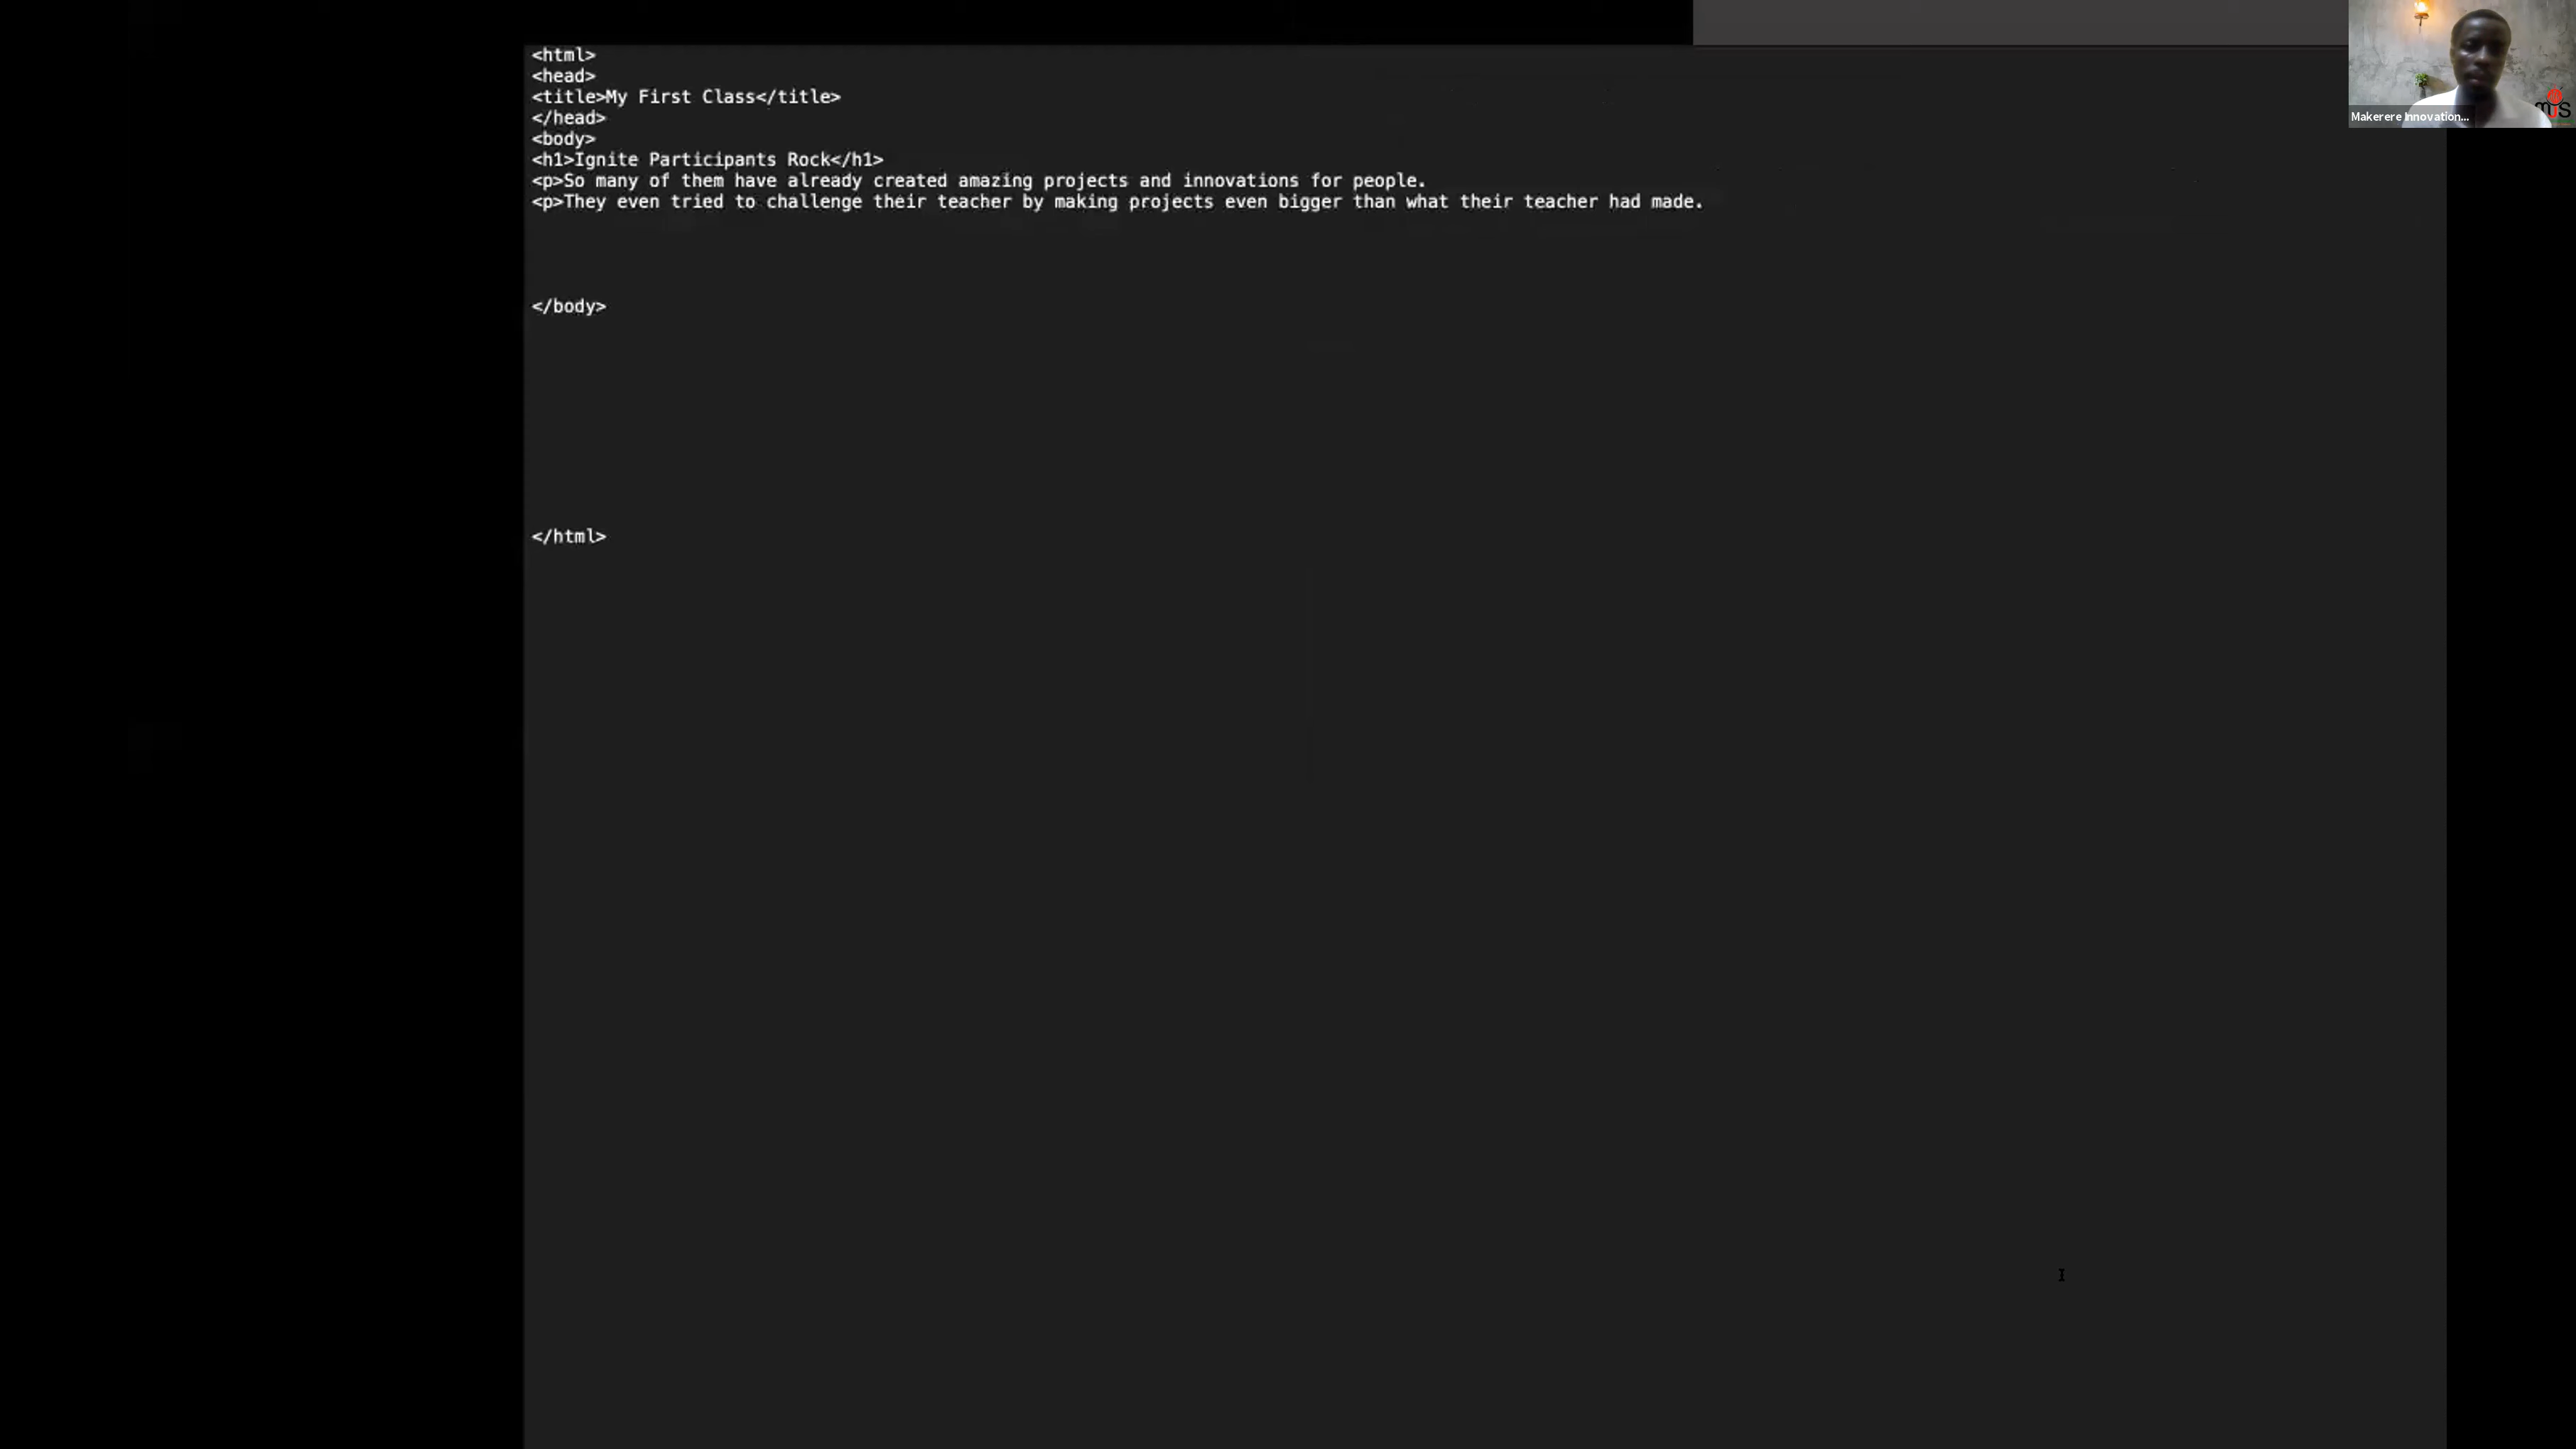 <html>
<head>
<title>My First Class</title>
</head>
<body>
<h1>Ignite Participants Rock</h1>
<p>So many of them have already created amazing projects and innovations for people.
<p>They even tried to challenge their teacher by making projects even bigger than what their teacher had made.
</body>
</html>
Makerere Innovation...
mis